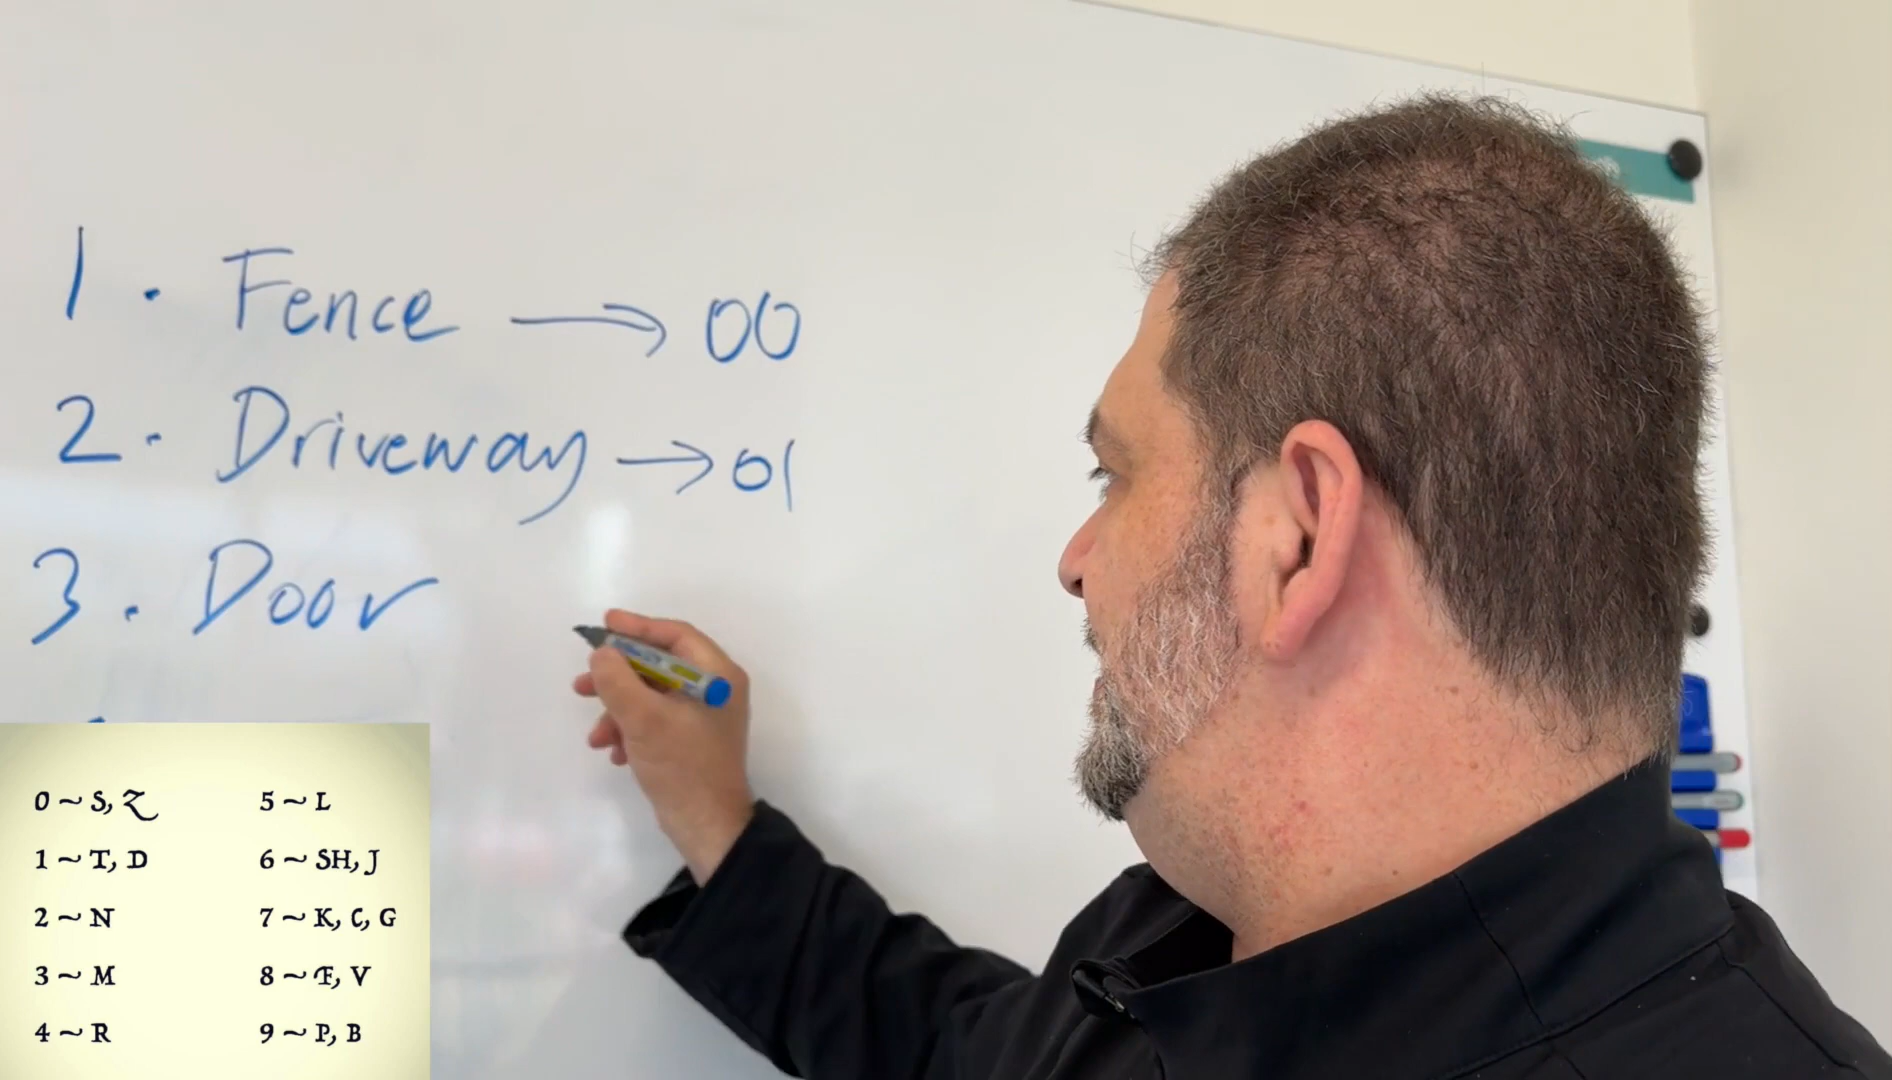 1. Fence → 00
2. Driveway → 01
3. Door
0 ~ S, Z
1 ~ T, D
2 ~ N
3 ~ M
4 ~ R
5 ~ L
6 ~ SH, J
7 ~ K, C, G
8 ~ F, V
9 ~ P, B